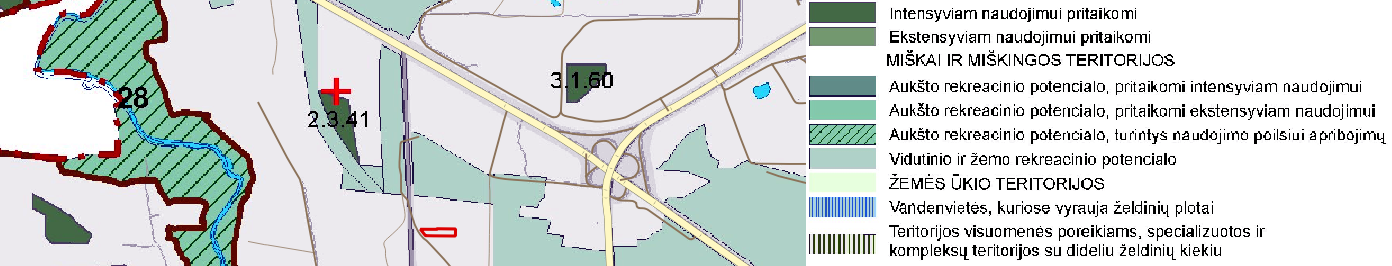 28
2.3.41
3.1.60
Intensyviam naudojimui pritaikomi
Ekstensyviam naudojimui pritaikomi
MIŠKAI IR MIŠKINGOS TERITORIJOS
Aukšto rekreacinio potencialo, pritaikomi intensyviam naudojimui
Aukšto rekreacinio potencialo, pritaikomi ekstensyviam naudojimui
Aukšto rekreacinio potencialo, turintys naudojimo poilsiui apribojimų
Vidutinio ir žemo rekreacinio potencialo
ŽEMĖS ŪKIO TERITORIJOS
Vandenvietės, kuriose vyrauja želdinių plotai
Teritorijos visuomenės poreikiams, specializuotos ir
kompleksų teritorijos su dideliu želdinių kiekiu